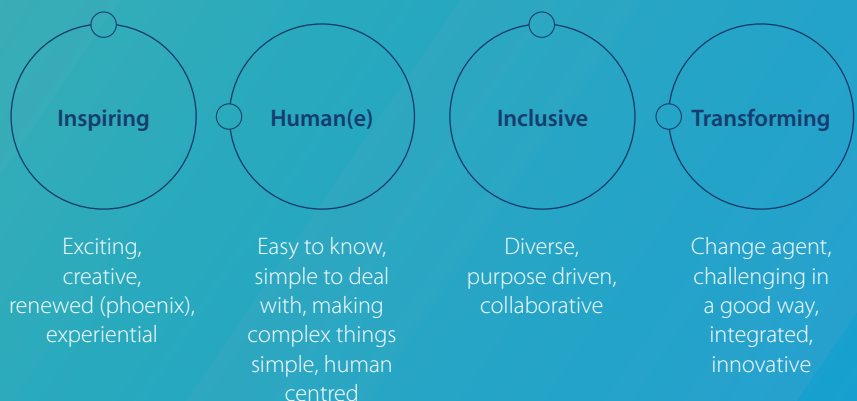 Inspiring
Exciting,
creative,
renewed (phoenix),
experiential
Human(e)
Easy to know,
simple to deal
with, making
complex things
simple, human
centred
Inclusive
Diverse,
purpose driven,
collaborative
Transforming
Change agent,
challenging in
a good way,
integrated,
innovative